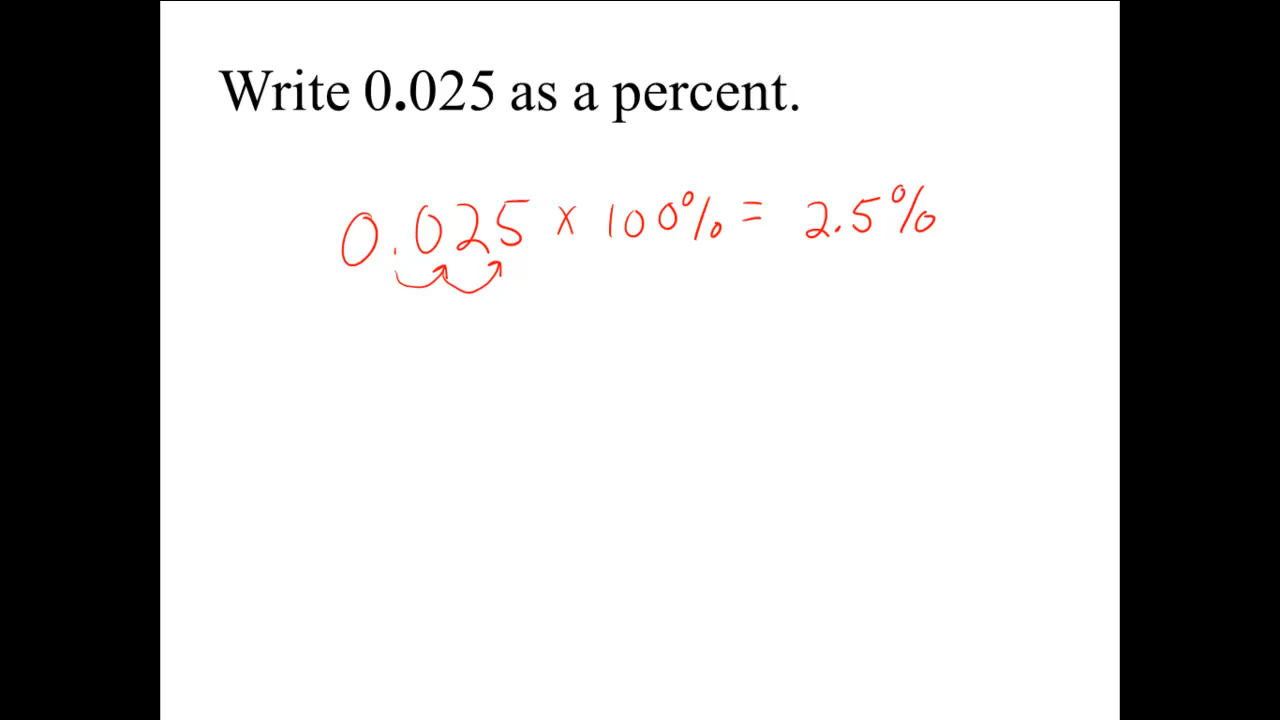 Write 0.025 as a percent.
0.025 × 100% = 2.5%